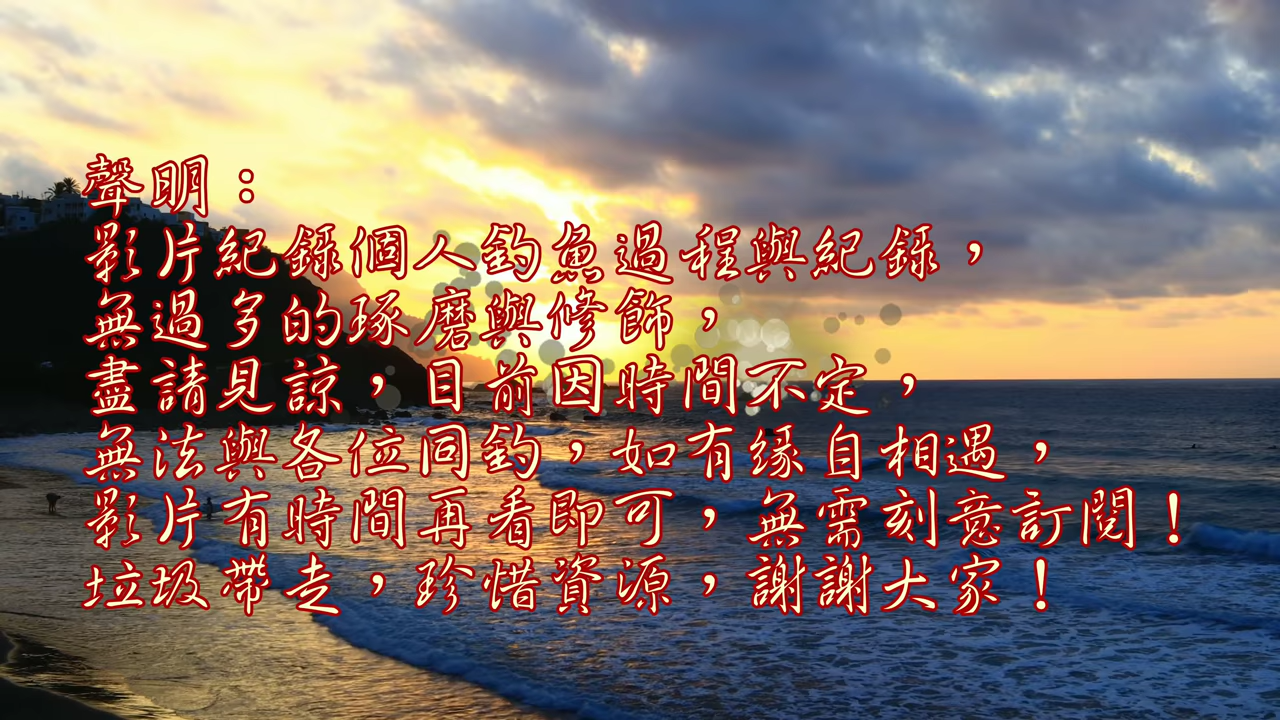 聲明：
影片紀錄個人釣魚過程與紀錄，
無過多的琢磨與修飾，
盡請見諒，目前因時間不定，
無法與各位同釣，如有緣自相遇，
影片有時間再看即可，無需刻意訂閱！
垃圾帶走，珍惜資源，謝謝大家！